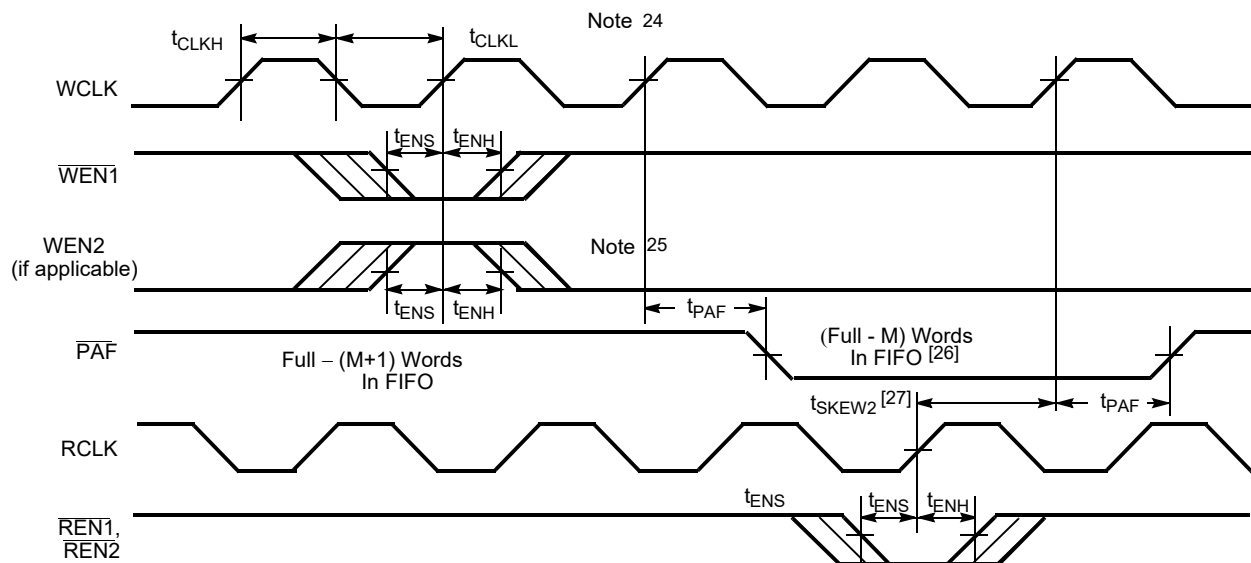 Note 24
tCLKH
tCLKL
WCLK
tENS
tENH
WEN1
WEN2
(if applicable)
Note 25
tENS
tENH
tPAF
PAF
Full – (M+1) Words
In FIFO
(Full - M) Words
In FIFO [26]
tSKEW2 [27]
tPAF
RCLK
tENS
tENS
tENH
REN1,
REN2